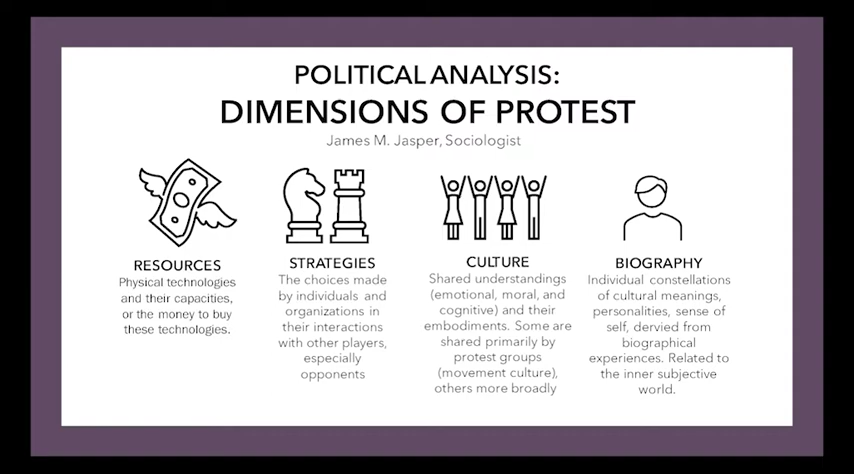 POLITICAL ANALYSIS:
DIMENSIONS OF PROTEST
James M. Jasper, Sociologist
RESOURCES
Physical technologies
and their capacities,
or the money to buy
these technologies.
STRATEGIES
The choices made
by individuals and
organizations in
their interactions
with other players,
especially
opponents
CULTURE
Shared understandings
(emotional, moral, and
cognitive) and their
embodiments. Some are
shared primarily by
protest groups
(movement culture),
others more broadly
BIOGRAPHY
Individual constellations
of cultural meanings,
personalities, sense of
self, dervied from
biographical
experiences. Related to
the inner subjective
world.